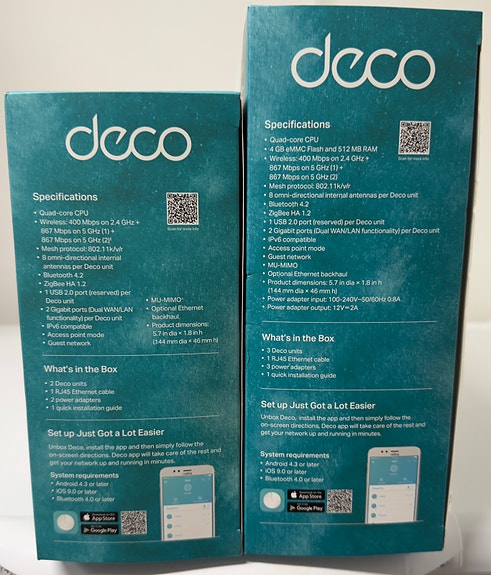 deco
Specifications
• Quad-core CPU
• Wireless: 400 Mbps on 2.4 GHz +
867 Mbps on 5 GHz (1) +
867 Mbps on 5 GHz (2)¹
• Mesh protocol: 802.11k/v/r
• 8 omni-directional internal
antennas per Deco unit
• Bluetooth 4.2
• ZigBee HA 1.2
• 1 USB 2.0 port (reserved) per
Deco unit
• 2 Gigabit ports (Dual WAN/LAN
functionality) per Deco unit
• IPv6 compatible
• Access point mode
• Guest network
Scan for more info
• MU-MIMO
• Optional Ethernet
backhaul
• Product dimensions:
5.7 in dia × 1.8 in h
(144 mm dia × 46 mm h)
What's in the Box
• 2 Deco units
• 1 RJ45 Ethernet cable
• 2 power adapters
• 1 quick installation guide
Set up Just Got a Lot Easier
Unbox Deco, install the app and then simply follow the
on-screen directions. Deco app will take care of the rest and
get your network up and running in minutes.
System requirements
• Android 4.3 or later
• iOS 9.0 or later
• Bluetooth 4.0 or later
App Store
Google Play
deco
Specifications
• Quad-core CPU
• 4 GB eMMC Flash and 512 MB RAM
• Wireless: 400 Mbps on 2.4 GHz +
867 Mbps on 5 GHz (1) +
867 Mbps on 5 GHz (2)
• Mesh protocol: 802.11k/v/r
• 8 omni-directional internal antennas per Deco unit
• Bluetooth 4.2
• ZigBee HA 1.2
• 1 USB 2.0 port (reserved) per Deco unit
• 2 Gigabit ports (Dual WAN/LAN functionality) per Deco unit
• IPv6 compatible
• Access point mode
• Guest network
• MU-MIMO
• Optional Ethernet backhaul
• Product dimensions: 5.7 in dia × 1.8 in h
(144 mm dia × 46 mm h)
• Power adapter input: 100-240V~50/60Hz 0.8A
• Power adapter output: 12V⎓2A
Scan for more info
What's in the Box
• 3 Deco units
• 1 RJ45 Ethernet cable
• 3 power adapters
• 1 quick installation guide
Set up Just Got a Lot Easier
Unbox Deco, install the app and then simply follow the
on-screen directions. Deco app will take care of the rest and
get your network up and running in minutes.
System requirements
• Android 4.3 or later
• iOS 9.0 or later
• Bluetooth 4.0 or later
App Store
Google Play